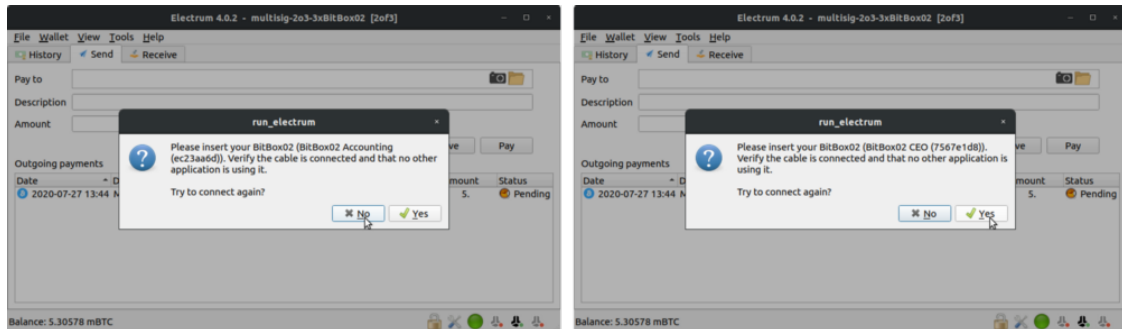 Electrum 4.0.2 - multisig-2o3-3xBitBox02 [2of3]
File Wallet View Tools Help
History Send Receive
Pay to
Description
Amount
run_electrum
Please insert your BitBox02 (BitBox02 Accounting
(ec23aa6d)). Verify the cable is connected and that no other
application is using it.
Try to connect again?
No Yes
ve Pay
Outgoing payments
Date D mount Status
2020-07-27 13:44 M 5. Pending
Balance: 5.30578 mBTC
Electrum 4.0.2 - multisig-2o3-3xBitBox02 [2of3]
File Wallet View Tools Help
History Send Receive
Pay to
Description
Amount
run_electrum
Please insert your BitBox02 (BitBox02 CEO (7567e1d8)).
Verify the cable is connected and that no other application is
using it.
Try to connect again?
No Yes
ve Pay
Outgoing payments
Date D mount Status
2020-07-27 13:44 M 5. Pending
Balance: 5.30578 mBTC